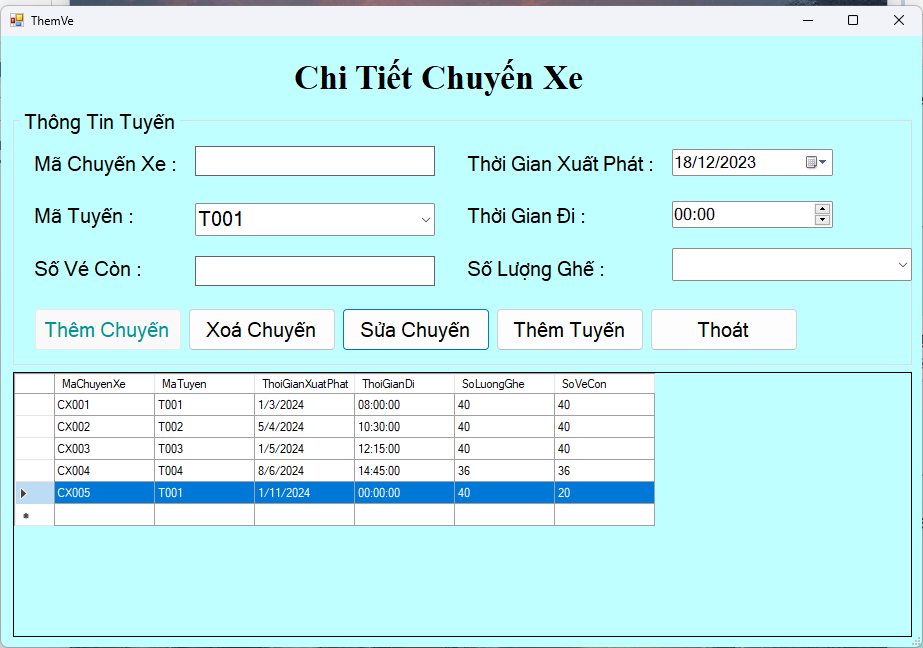 ThemVe
Chi Tiết Chuyến Xe
Thông Tin Tuyến
Mã Chuyến Xe :
Thời Gian Xuất Phát : 18/12/2023
Mã Tuyến : T001
Thời Gian Đi : 00:00
Số Vé Còn :
Số Lượng Ghế :
Thêm Chuyến Xoá Chuyến Sửa Chuyến Thêm Tuyến Thoát
MaChuyenXe MaTuyen ThoiGianXuatPhat ThoiGianDi SoLuongGhe SoVeCon
CX001 T001 1/3/2024 08:00:00 40 40
CX002 T002 5/4/2024 10:30:00 40 40
CX003 T003 1/5/2024 12:15:00 40 40
CX004 T004 8/6/2024 14:45:00 36 36
CX005 T001 1/11/2024 00:00:00 40 20